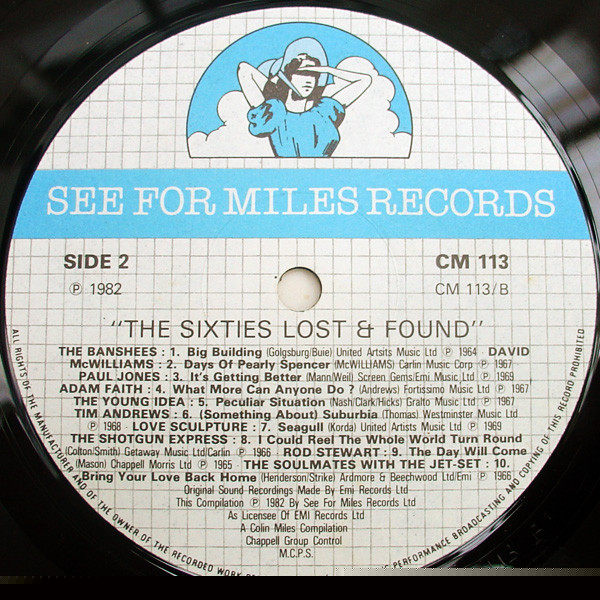 SEE FOR MILES RECORDS
SIDE 2 CM 113
℗ 1982 CM 113/B
"THE SIXTIES LOST & FOUND"
THE BANSHEES : 1. Big Building (Golgsburg/Buie) United Artsits Music Ltd ℗ 1964 · DAVID
McWILLIAMS : 2. Days Of Pearly Spencer (McWILLIAMS) Carlin Music Corp ℗ 1967
PAUL JONES : 3. It's Getting Better (Mann/Weil) Screen Gems/Emi Music Ltd ℗ 1969
ADAM FAITH : 4. What More Can Anyone Do ? (Andrews) Fortissimo Music Ltd ℗ 1967
THE YOUNG IDEA : 5. Peculiar Situation (Nash/Clark/Hicks) Gralto Music Ltd ℗ 1967
TIM ANDREWS : 6. (Something About) Suburbia (Thomas) Westminster Music Ltd
℗ 1968 · LOVE SCULPTURE : 7. Seagull (Korda) United Artists Music Ltd ℗ 1969
THE SHOTGUN EXPRESS : 8. I Could Reel The Whole World Turn Round
(Colton/Smith) Getaway Music Ltd/Carlin ℗ 1966 · ROD STEWART : 9. The Day Will Come
(Mason) Chappell Morris Ltd ℗ 1965 · THE SOULMATES WITH THE JET-SET : 10.
Bring Your Love Back Home (Henderson/Strike) Ardmore & Beechwood Ltd/Emi ℗ 1966
Original Sound Recordings Made By Emi Records Ltd
This Compilation ℗ 1982 By See For Miles Records Ltd
As Licensee Of EMI Records Ltd
A Colin Miles Compilation
Chappell Group Control
M.C.P.S.
ALL RIGHTS OF THE MANUFACTURER AND OF THE OWNER OF THE RECORDED WORK PERFORMANCE BROADCASTING AND COPYING OF THIS RECORD PROHIBITED